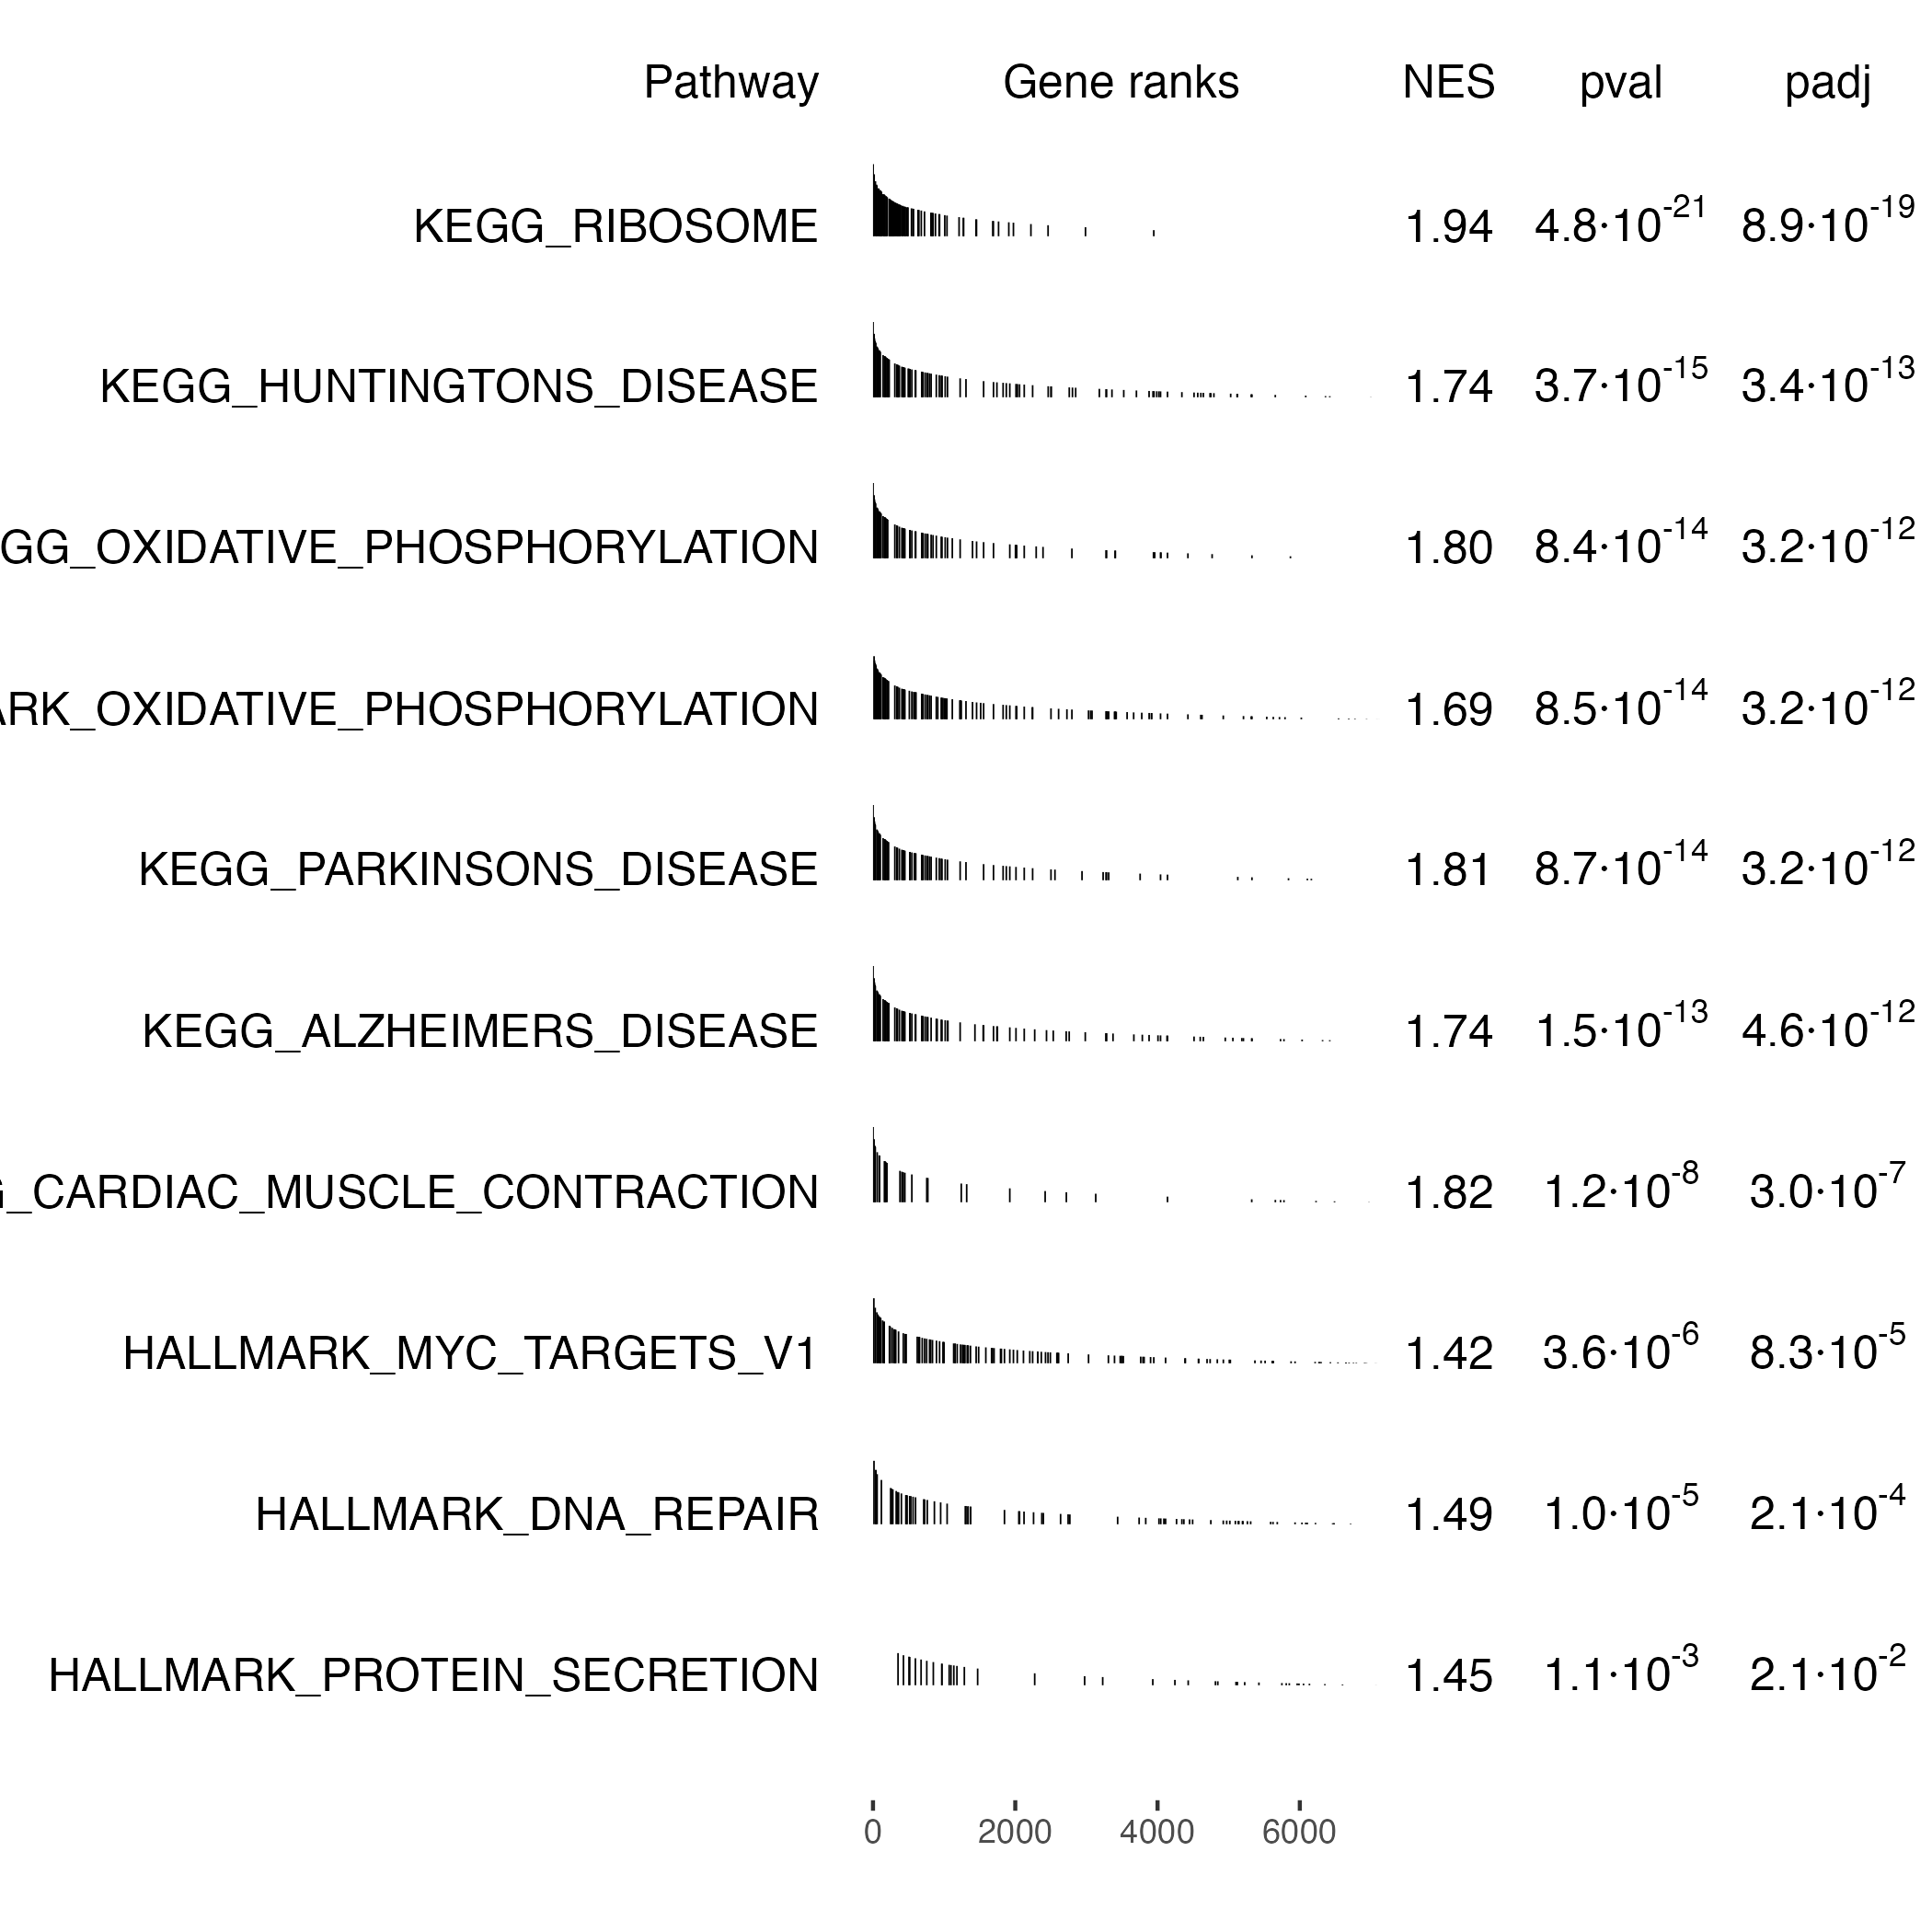 Pathway Gene ranks NES pval padj
KEGG_RIBOSOME 1.94 4.8·10⁻²¹ 8.9·10⁻¹⁹
KEGG_HUNTINGTONS_DISEASE 1.74 3.7·10⁻¹⁵ 3.4·10⁻¹³
GG_OXIDATIVE_PHOSPHORYLATION 1.80 8.4·10⁻¹⁴ 3.2·10⁻¹²
ARK_OXIDATIVE_PHOSPHORYLATION 1.69 8.5·10⁻¹⁴ 3.2·10⁻¹²
KEGG_PARKINSONS_DISEASE 1.81 8.7·10⁻¹⁴ 3.2·10⁻¹²
KEGG_ALZHEIMERS_DISEASE 1.74 1.5·10⁻¹³ 4.6·10⁻¹²
G_CARDIAC_MUSCLE_CONTRACTION 1.82 1.2·10⁻⁸ 3.0·10⁻⁷
HALLMARK_MYC_TARGETS_V1 1.42 3.6·10⁻⁶ 8.3·10⁻⁵
HALLMARK_DNA_REPAIR 1.49 1.0·10⁻⁵ 2.1·10⁻⁴
HALLMARK_PROTEIN_SECRETION 1.45 1.1·10⁻³ 2.1·10⁻²
0 2000 4000 6000